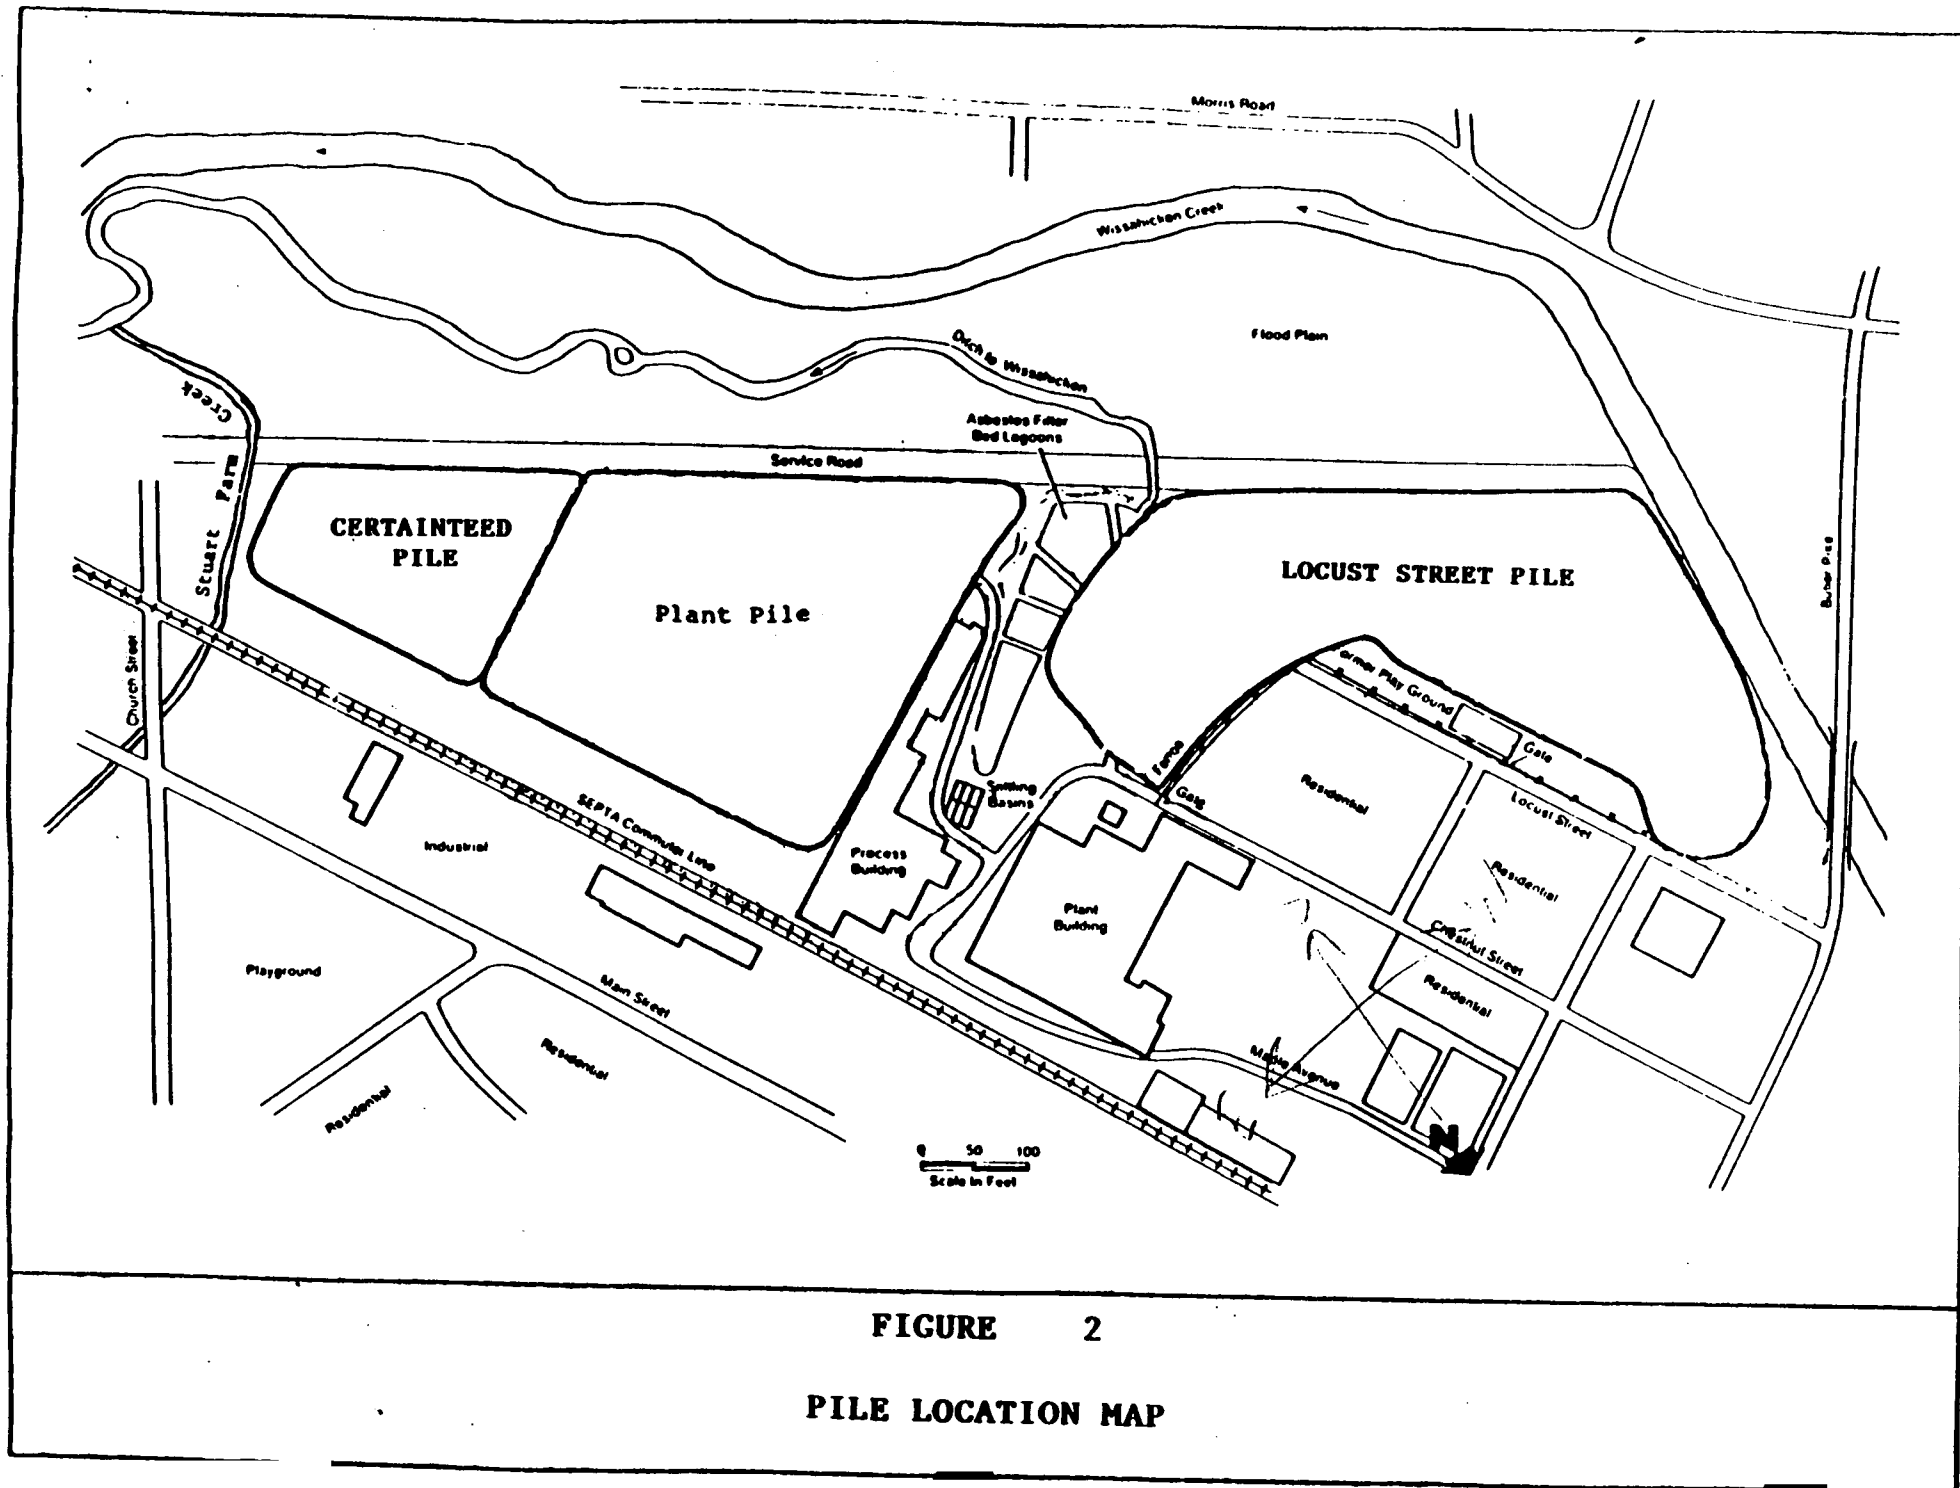 Morris Road
Wissahickon Creek
Flood Plain
Ditch to Wissahickon
Asbestos Filter
Bed Lagoons
Service Road
Stuart Farm Creek
CERTAINTEED
PILE
Plant Pile
LOCUST STREET PILE
Butler Pike
Church Street
Former Play Ground
Gate
Fence
Gate
Settling
Basins
Residential
Locust Street
SEPTA Commuter Line
Industrial
Process
Building
Residential
Plant
Building
Chestnut Street
Playground
Main Street
Residential
Residential
Residential
Maple Avenue
N
0 50 100
Scale In Feet
FIGURE 2
PILE LOCATION MAP